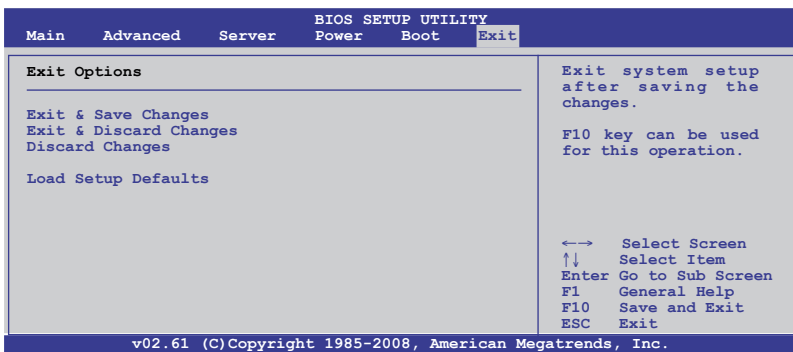 BIOS SETUP UTILITY
Main Advanced Server Power Boot Exit
Exit Options
Exit & Save Changes
Exit & Discard Changes
Discard Changes
Load Setup Defaults
Exit system setup
after saving the
changes.
F10 key can be used
for this operation.
←→ Select Screen
↑↓ Select Item
Enter Go to Sub Screen
F1 General Help
F10 Save and Exit
ESC Exit
v02.61 (C)Copyright 1985-2008, American Megatrends, Inc.